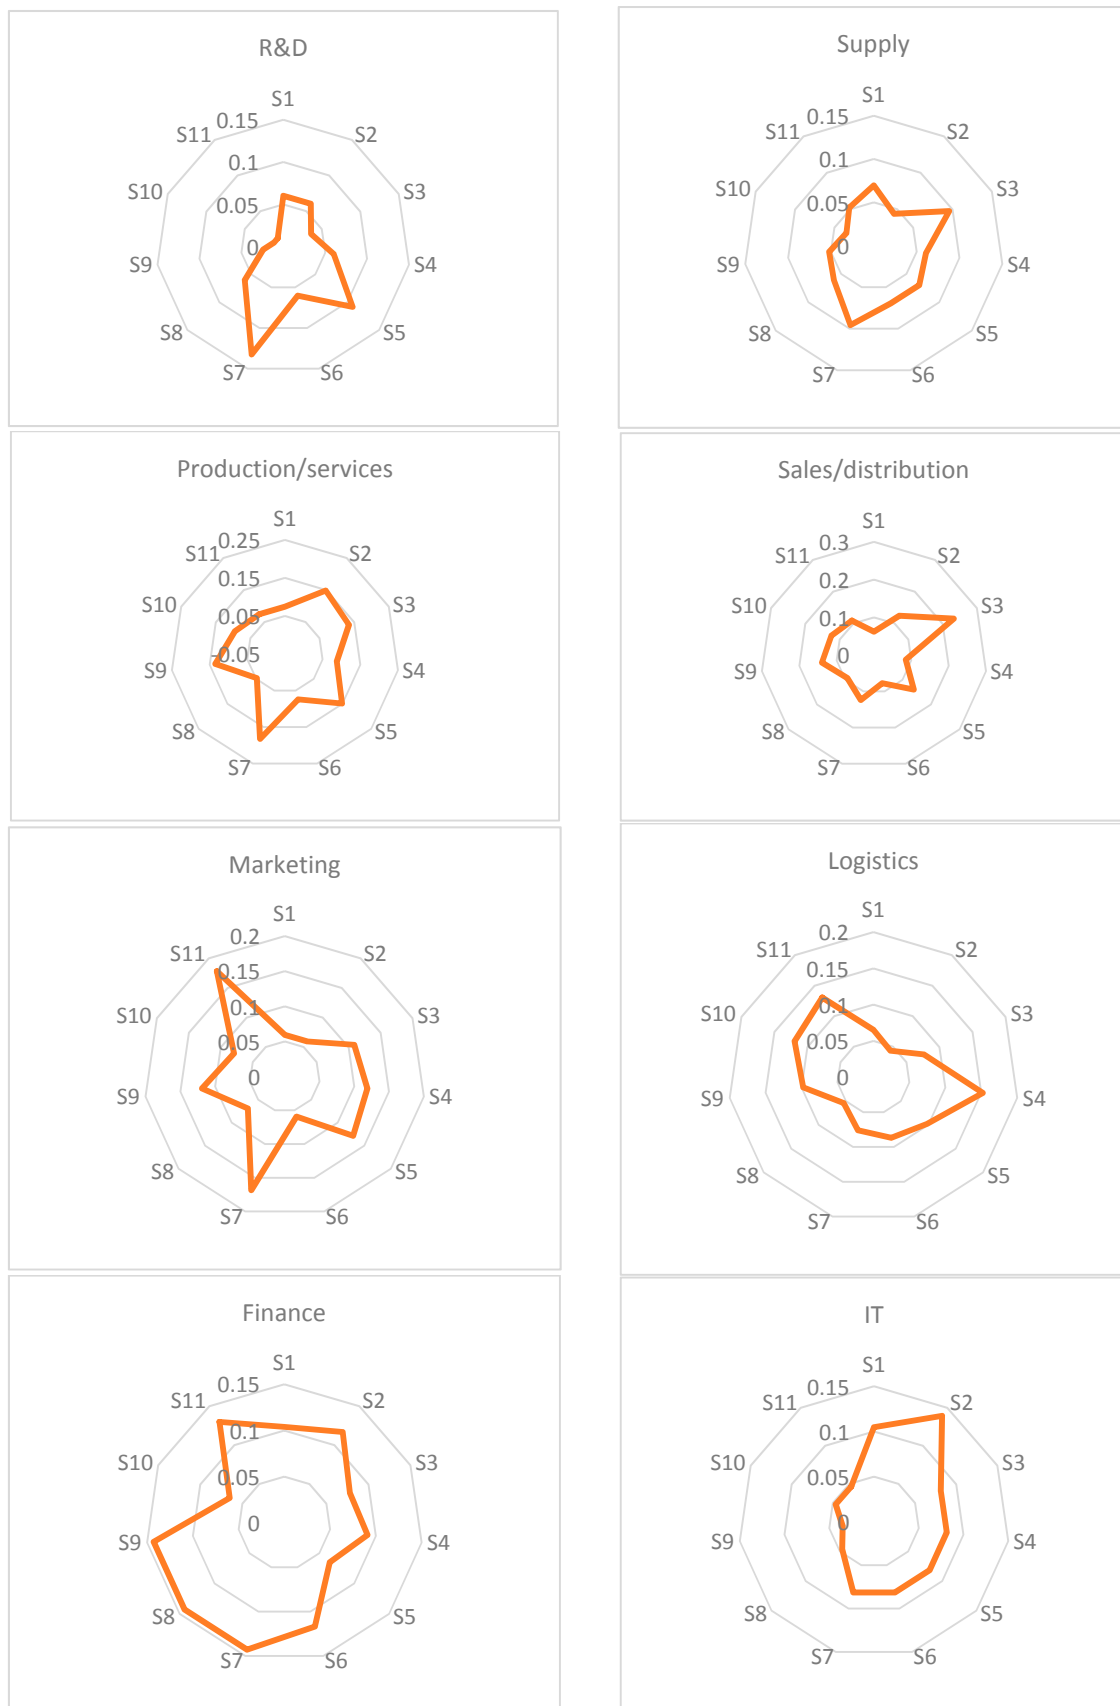 R&D
S1
0.15
S11
S2
0.1
S10
S3
0.05
0
S9
S4
S8
S5
S7
S6
Supply
S1
0.15
S11
S2
0.1
S10
S3
0.05
0
S9
S4
S8
S5
S7
S6
Production/services
S1
0.25
S11
S2
0.15
S10
S3
0.05
-0.05
S9
S4
S8
S5
S7
S6
Sales/distribution
S1
0.3
S11
S2
0.2
S10
S3
0.1
0
S9
S4
S8
S5
S7
S6
Marketing
S1
0.2
S11
S2
0.15
0.1
S10
S3
0.05
0
S9
S4
S8
S5
S7
S6
Logistics
S1
0.2
S11
S2
0.15
0.1
S10
S3
0.05
0
S9
S4
S8
S5
S7
S6
Finance
S1
0.15
S11
S2
0.1
S10
S3
0.05
0
S9
S4
S8
S5
S7
S6
IT
S1
0.15
S11
S2
0.1
S10
S3
0.05
0
S9
S4
S8
S5
S7
S6